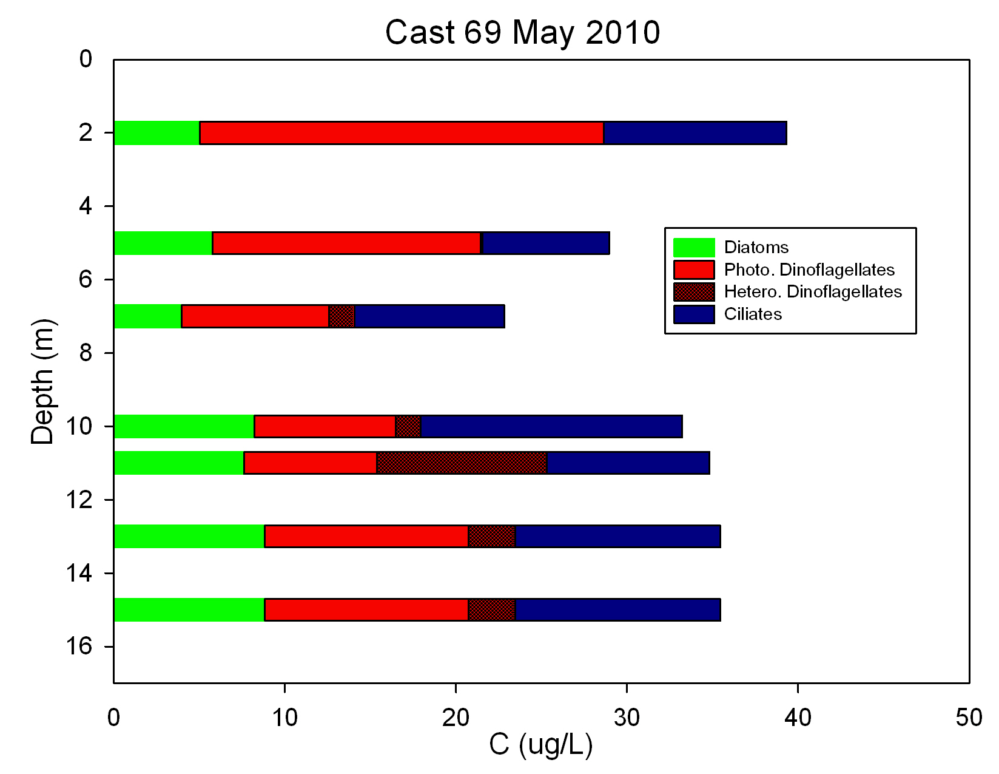 Cast 69 May 2010
0
2
4
6
8
10
12
14
16
Depth (m)
Diatoms
Photo. Dinoflagellates
Hetero. Dinoflagellates
Ciliates
0 10 20 30 40 50
C (ug/L)